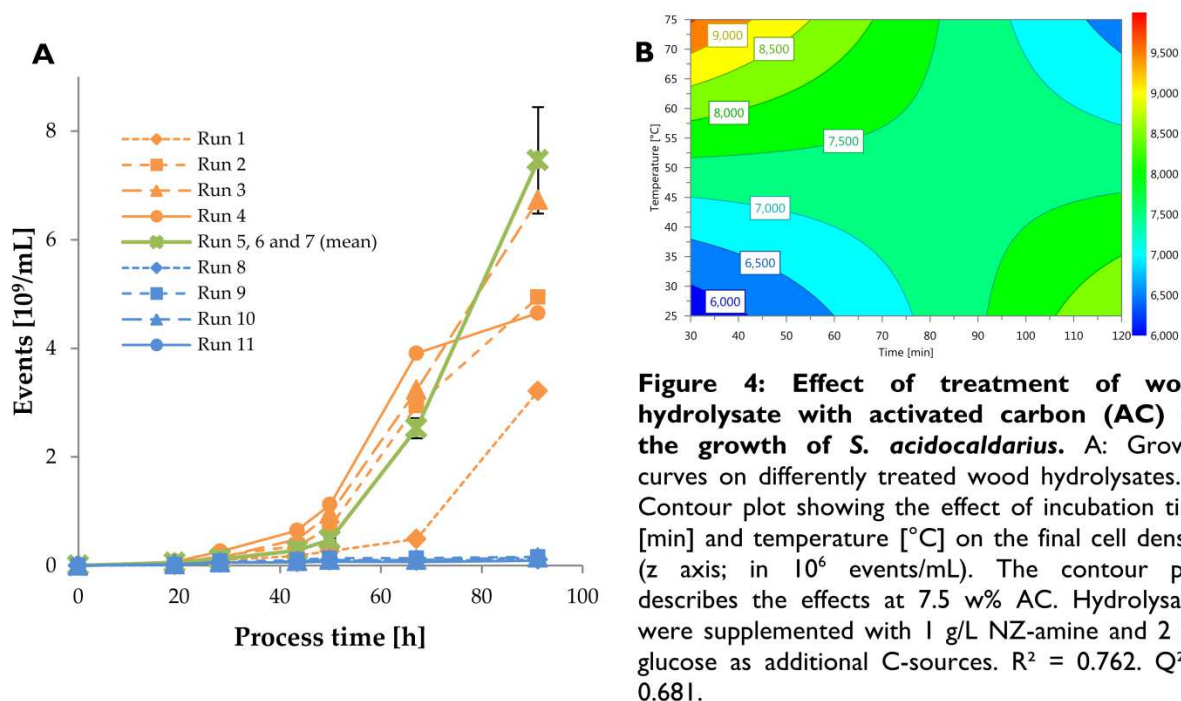 A
Events [10⁹/mL]
8
6
4
2
0
Run 1
Run 2
Run 3
Run 4
Run 5, 6 and 7 (mean)
Run 8
Run 9
Run 10
Run 11
0 20 40 60 80 100
Process time [h]
B
Temperature [°C]
75
70
65
60
55
50
45
40
35
30
25
9,000
8,500
8,000
7,500
7,000
6,500
6,000
30 40 50 60 70 80 90 100 110 120
Time [min]
9,500
9,000
8,500
8,000
7,500
7,000
6,500
6,000
Figure 4: Effect of treatment of wo
hydrolysate with activated carbon (AC)
the growth of S. acidocaldarius. A: Grow
curves on differently treated wood hydrolysates.
Contour plot showing the effect of incubation ti
[min] and temperature [°C] on the final cell dens
(z axis; in 10⁶ events/mL). The contour p
describes the effects at 7.5 w% AC. Hydrolysa
were supplemented with 1 g/L NZ-amine and 2
glucose as additional C-sources. R² = 0.762. Q²
0.681.